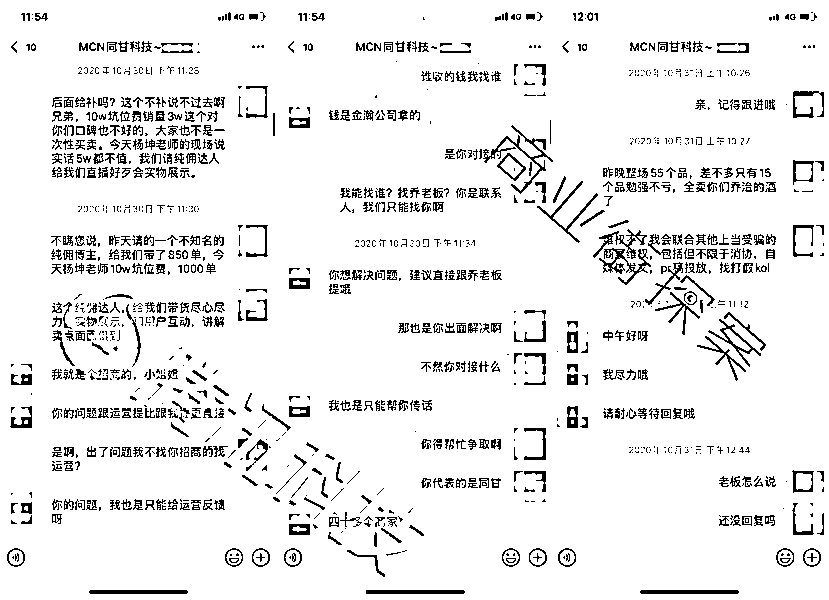 11:54
4G
10
MCN同甘科技~
2020年10月30日 下午11:25
后面给补吗？这个不补说不过去啊
兄弟，10w坑位费销量3w这个对
你们口碑也不好的，大家也不是一
次性买卖。今天杨坤老师的现场说
实话5w都不值，我们请纯佣达人
给我们直播好歹会实物展示。
2020年10月30日 下午11:30
不瞒您说，昨天请的一个不知名的
纯佣博主，给我们带了850单，今
天杨坤老师10w坑位费，1000单
这个纯佣达人，给我们带货尽心尽
力，实物展示，和用户互动，讲解
卖点面面俱到
我就是个招商的，小姐姐
你的问题跟运营提比跟我提更直接
是啊，出了问题我不找你招商的找
运营？
你的问题，我也是只能给运营反馈
呀
11:54
4G
10
MCN同甘科技~
谁收的钱我找谁
钱是金瀚公司拿的
是你对接的
我能找谁？找乔老板？你是联系
人，我们只能找你啊
2020年10月30日 下午11:34
你想解决问题，建议直接跟乔老板
提哦
那也是你出面解决啊
不然你对接什么
我也是只能帮你传话
你得帮忙争取啊
你代表的是同甘
四十多个商家
12:01
4G
10
MCN同甘科技~
2020年10月31日 上午10:26
亲，记得跟进哦
2020年10月31日 上午10:27
昨晚整场55个品，差不多只有15
个品勉强不亏，全卖你们乔治的酒
了
维权不了我会联合其他上当受骗的
商家维权，包括但不限于消协，自
媒体发文，pr稿投放，找打假kol
上午11:12
中午好呀
我尽力哦
请耐心等待回复哦
2020年10月31日 下午12:44
老板怎么说
还没回复吗